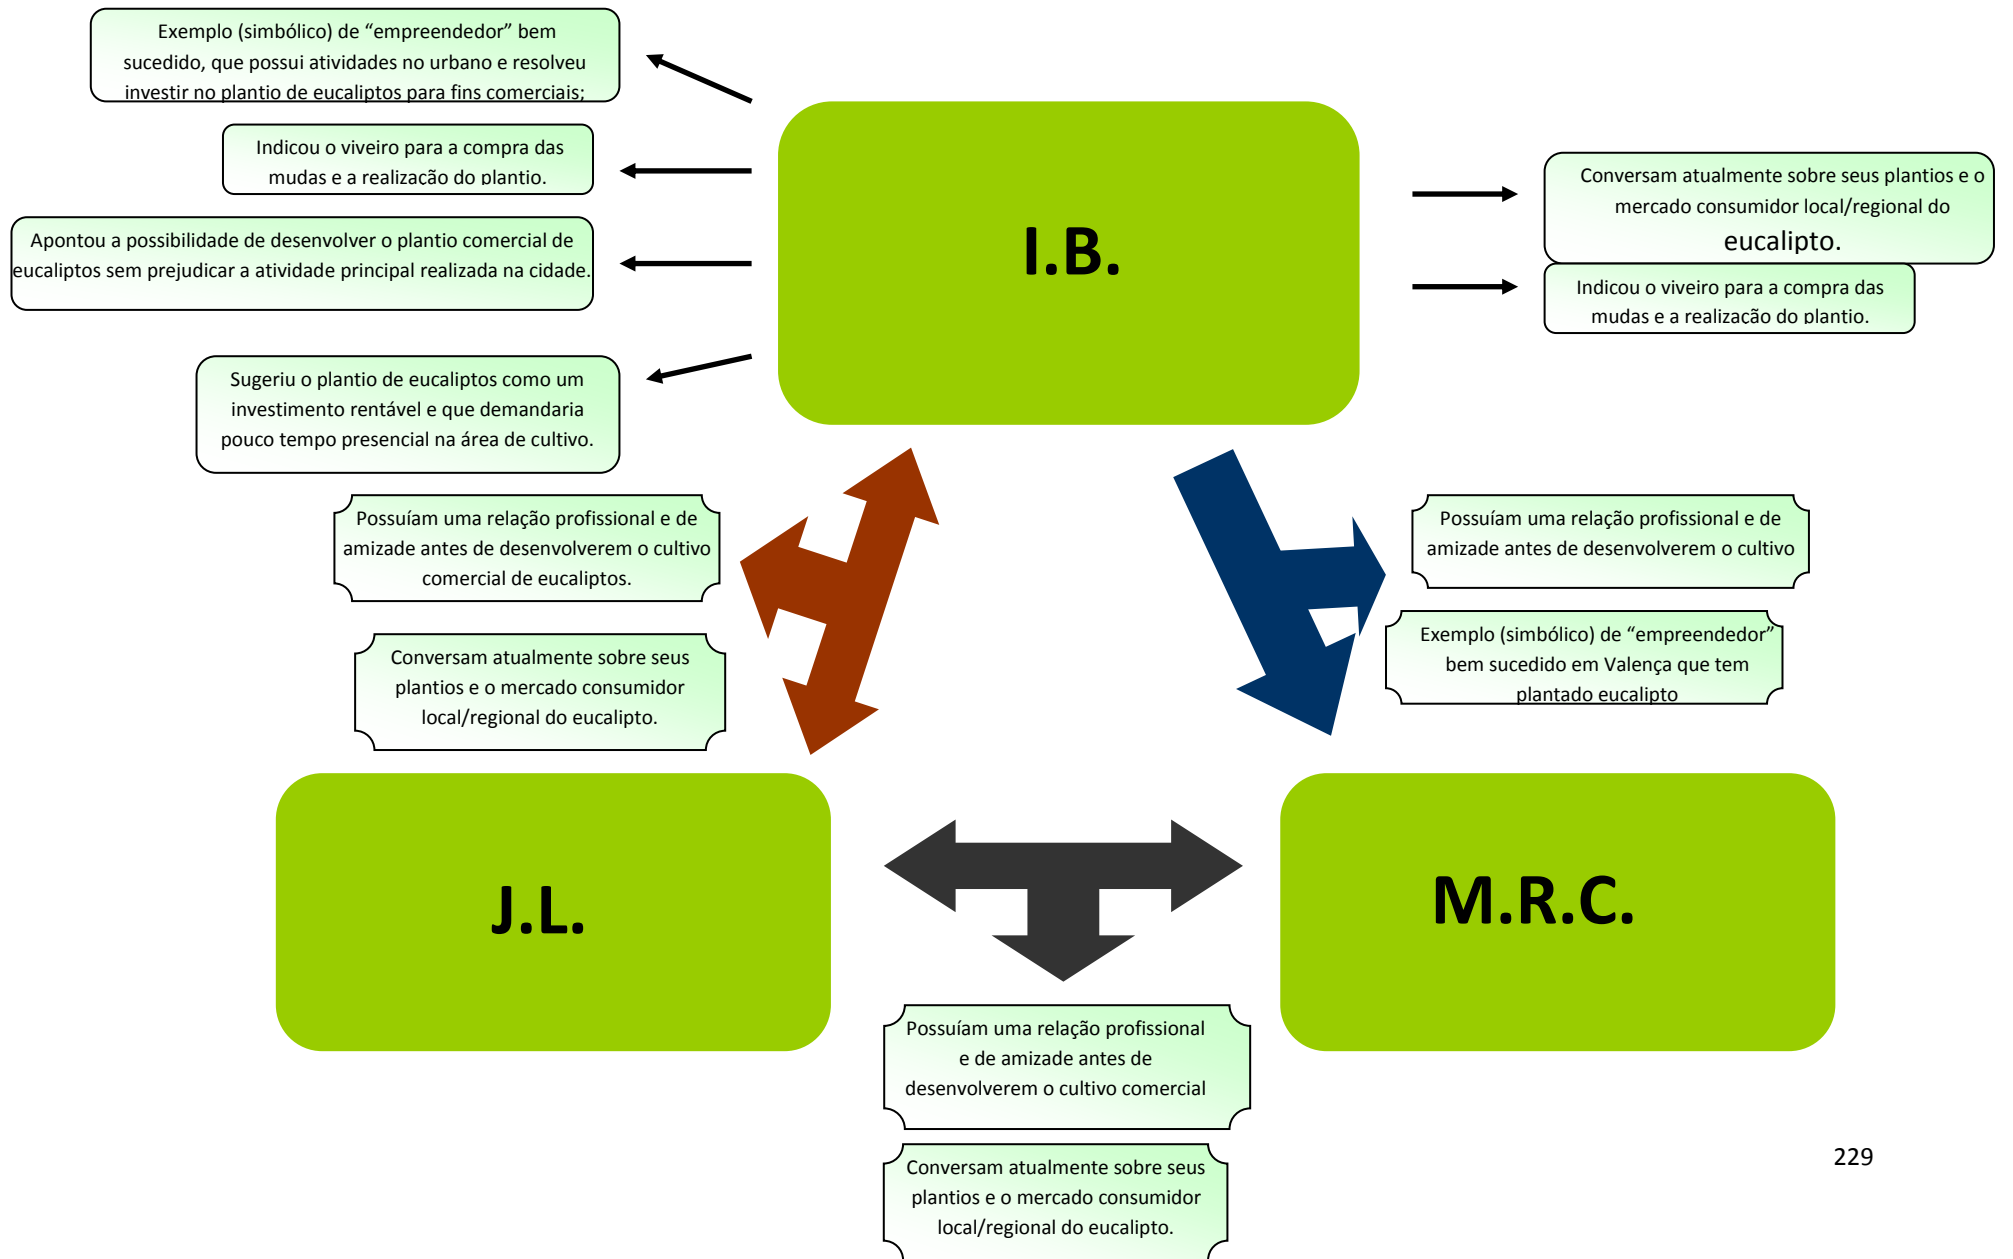 Exemplo (simbólico) de “empreendedor” bem
sucedido, que possui atividades no urbano e resolveu
investir no plantio de eucaliptos para fins comerciais;
Indicou o viveiro para a compra das
mudas e a realização do plantio.
Apontou a possibilidade de desenvolver o plantio comercial de
eucaliptos sem prejudicar a atividade principal realizada na cidade.
Sugeriu o plantio de eucaliptos como um
investimento rentável e que demandaria
pouco tempo presencial na área de cultivo.
I.B.
Conversam atualmente sobre seus plantios e o
mercado consumidor local/regional do
eucalipto.
Indicou o viveiro para a compra das
mudas e a realização do plantio.
Possuíam uma relação profissional e de
amizade antes de desenvolverem o cultivo
comercial de eucaliptos.
Conversam atualmente sobre seus
plantios e o mercado consumidor
local/regional do eucalipto.
Possuíam uma relação profissional e de
amizade antes de desenvolverem o cultivo
Exemplo (simbólico) de “empreendedor”
bem sucedido em Valença que tem
plantado eucalipto
J.L.
M.R.C.
Possuíam uma relação profissional
e de amizade antes de
desenvolverem o cultivo comercial
Conversam atualmente sobre seus
plantios e o mercado consumidor
local/regional do eucalipto.
229